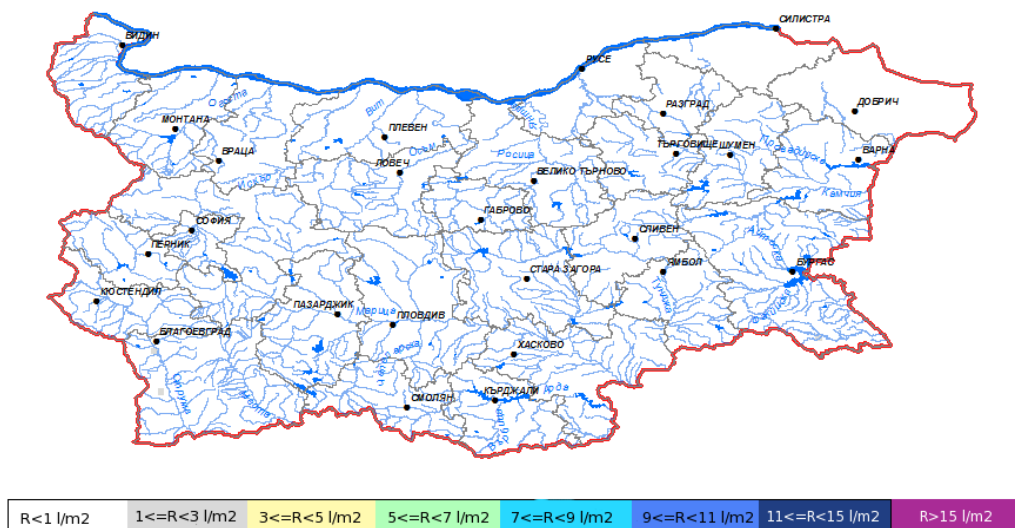 СИЛИСТРА
ВИДИН
РУСЕ
ДОБРИЧ
РАЗГРАД
Огоста
Вит
МОНТАНА
ПЛЕВЕН
ТЪРГОВИЩЕ
ШУМЕН
Провадийска
ВАРНА
ВРАЦА
ЛОВЕЧ
Осъм
Росица
Искър
ВЕЛИКО ТЪРНОВО
Камчия
СОФИЯ
ГАБРОВО
СЛИВЕН
ПЕРНИК
СТАРА ЗАГОРА
ЯМБОЛ
БУРГАС
КЮСТЕНДИЛ
ПАЗАРДЖИК
Марица
ПЛОВДИВ
Тунджа
БЛАГОЕВГРАД
ХАСКОВО
Струма
Места
СМОЛЯН
КЪРДЖАЛИ
R<1 l/m2
1<=R<3 l/m2
3<=R<5 l/m2
5<=R<7 l/m2
7<=R<9 l/m2
9<=R<11 l/m2
11<=R<15 l/m2
R>15 l/m2